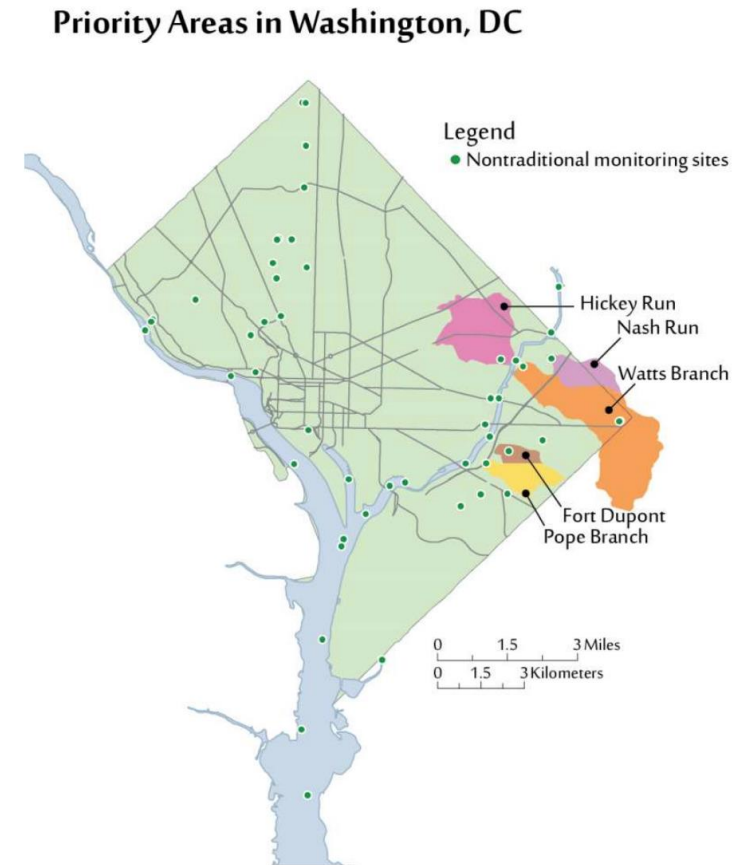 Priority Areas in Washington, DC
Legend
Nontraditional monitoring sites
Hickey Run
Nash Run
Watts Branch
Fort Dupont
Pope Branch
0 1.5 3 Miles
0 1.5 3 Kilometers